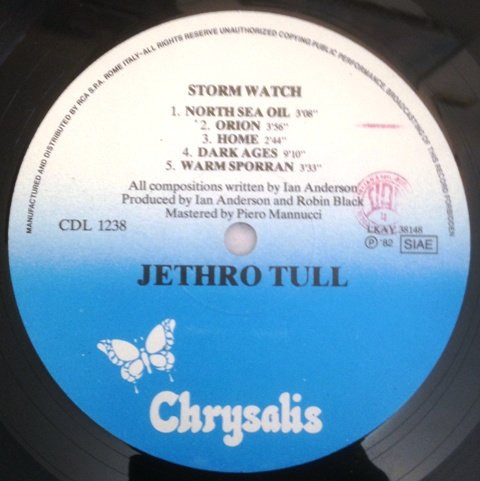 MANUFACTURED AND DISTRIBUTED BY RCA S.P.A. ROME ITALY-ALL RIGHTS RESERVE UNAUTHORIZED COPYING PUBLIC PERFORMANCE, BROADCASTING OF THIS RECORD FORBIDDEN
STORM WATCH
1. NORTH SEA OIL 3'08"
2. ORION 3'56"
3. HOME 2'44"
4. DARK AGES 9'10"
5. WARM SPORRAN 3'33"
All compositions written by Ian Anderson
Produced by Ian Anderson and Robin Black
Mastered by Piero Mannucci
CDL 1238
LKAY 38148
℗ '82 SIAE
JETHRO TULL
Chrysalis